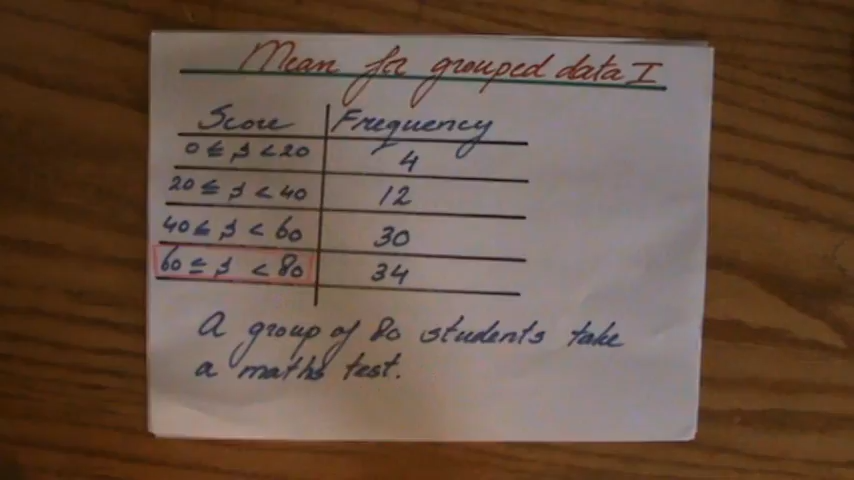 Mean for grouped data I
Score Frequency
0 ≤ s < 20 4
20 ≤ s < 40 12
40 ≤ s < 60 30
60 ≤ s < 80 34
A group of 80 students take
a maths test.